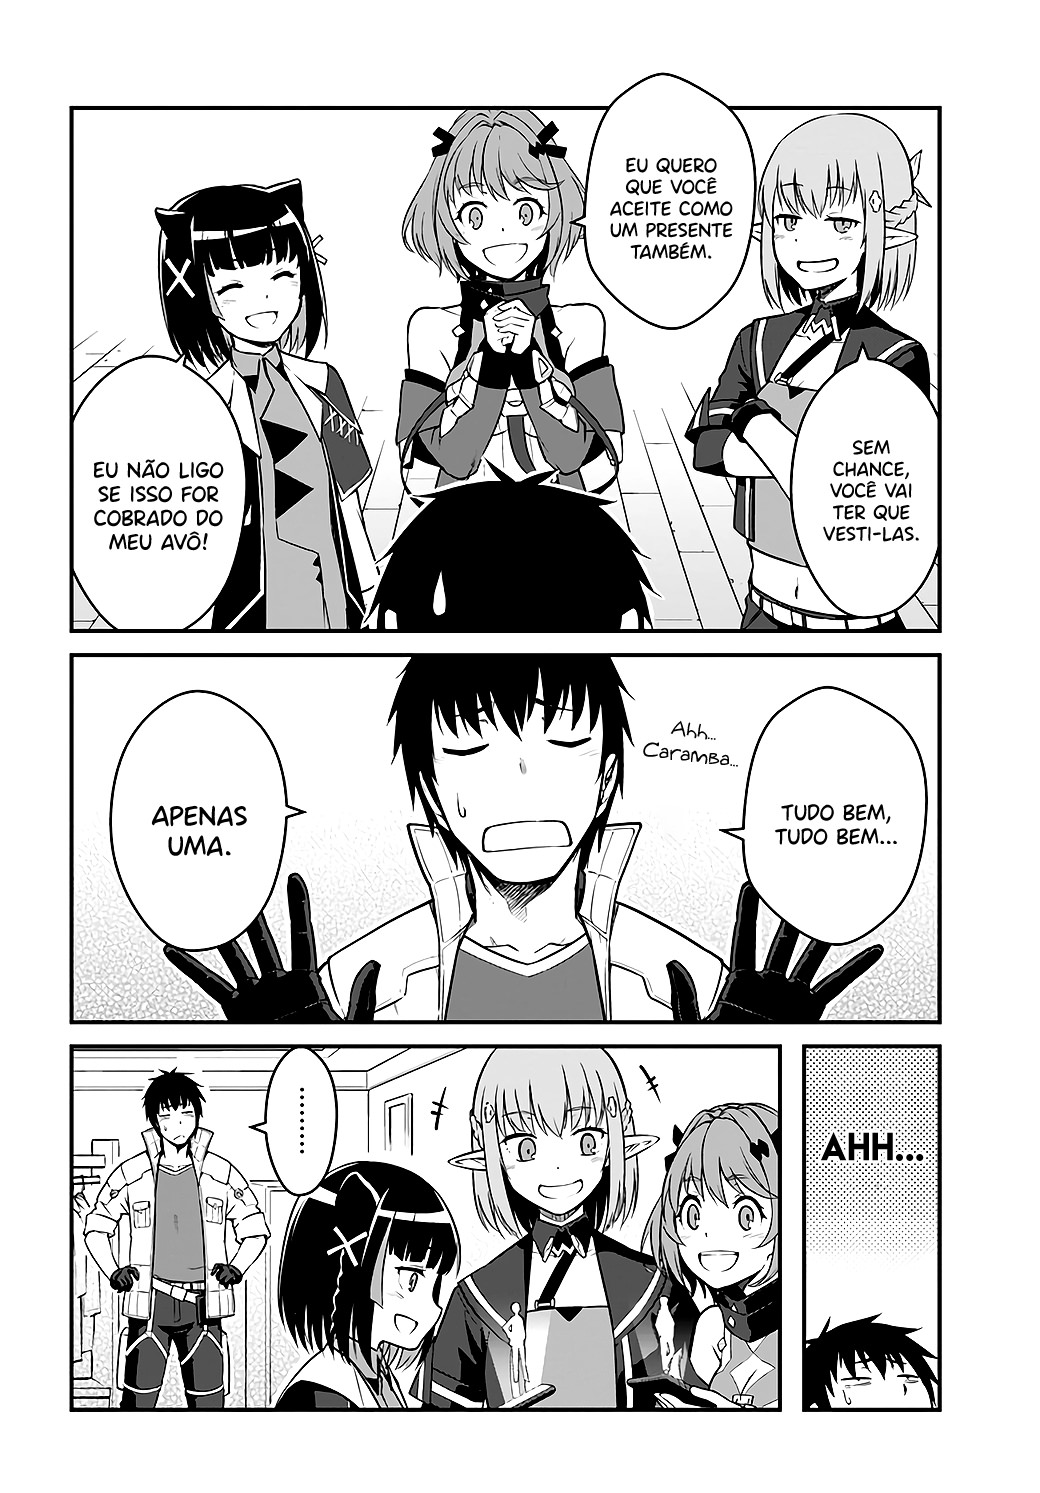 EU QUERO
QUE VOCÊ
ACEITE COMO
UM PRESENTE
TAMBÉM.
SEM
CHANCE,
VOCÊ VAI
TER QUE
VESTI-LAS.
EU NÃO LIGO
SE ISSO FOR
COBRADO DO
MEU AVÔ!
TUDO BEM,
TUDO BEM...
Ahh...
Caramba...
APENAS
UMA.
AHH...
.........